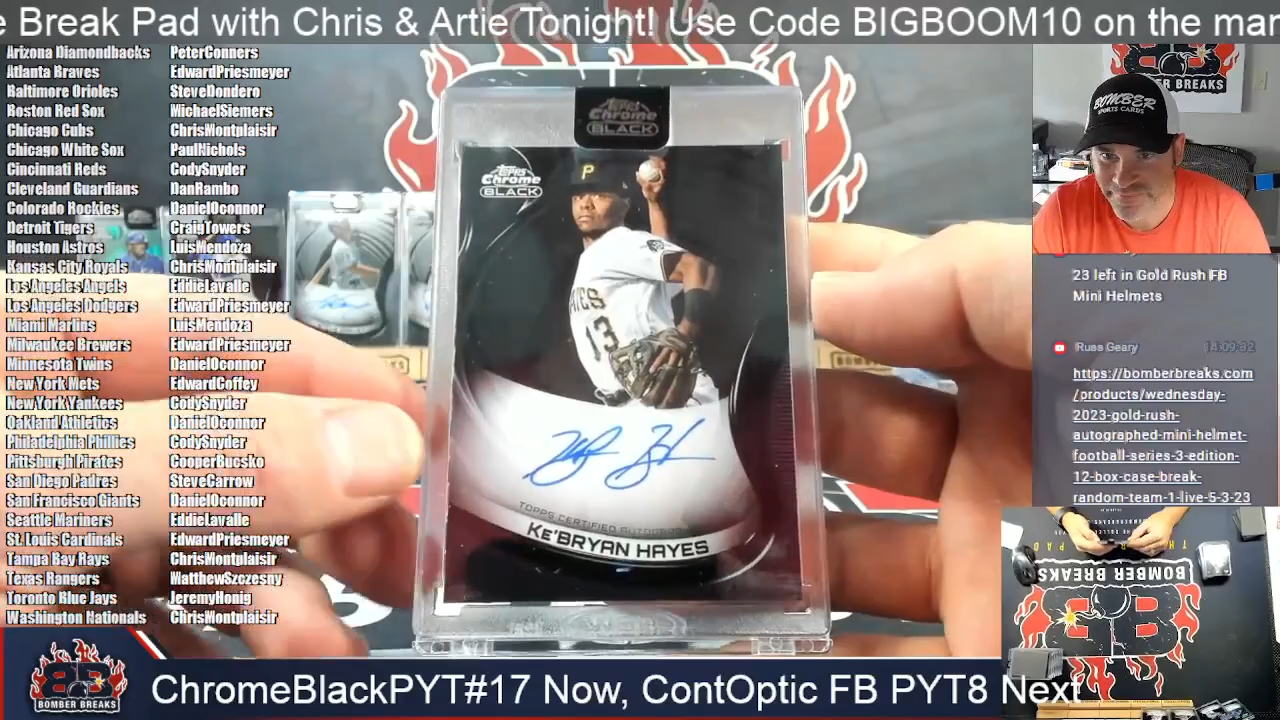 e Break Pad with Chris & Artie Tonight! Use Code BIGBOOM10 on the mar
Arizona Diamondbacks PeterConners
Atlanta Braves EdwardPriesmeyer
Baltimore Orioles SteveDondero
Boston Red Sox MichaelSiemers
Chicago Cubs ChrisMontplaisir
Chicago White Sox PaulNichols
Cincinnati Reds CodySnyder
Cleveland Guardians DanRambo
Colorado Rockies DanielOconnor
Detroit Tigers CraigTowers
Houston Astros LuisMendoza
Kansas City Royals ChrisMontplaisir
Los Angeles Angels EddieLavalle
Los Angeles Dodgers EdwardPriesmeyer
Miami Marlins LuisMendoza
Milwaukee Brewers EdwardPriesmeyer
Minnesota Twins DanielOconnor
New York Mets EdwardCoffey
New York Yankees CodySnyder
Oakland Athletics DanielOconnor
Philadelphia Phillies CodySnyder
Pittsburgh Pirates CooperBucsko
San Diego Padres SteveCarrow
San Francisco Giants DanielOconnor
Seattle Mariners EddieLavalle
St. Louis Cardinals EdwardPriesmeyer
Tampa Bay Rays ChrisMontplaisir
Texas Rangers MatthewSzczesny
Toronto Blue Jays JeremyHonig
Washington Nationals ChrisMontplaisir
Topps
Chrome
BLACK
Topps
Chrome
BLACK
P
13
TOPPS CERTIFIED AUTOGRAPH
KE'BRYAN HAYES
BOMBER
SPORTS CARDS
BER BREAKS
23 left in Gold Rush FB
Mini Helmets
Russ Geary 14:09:32
https://bomberbreaks.com
/products/wednesday-
2023-gold-rush-
autographed-mini-helmet-
football-series-3-edition-
12-box-case-break-
random-team-1-live-5-3-23
BOMBER BREAKS
BOMBER BREAKS
ChromeBlackPYT#17 Now, ContOptic FB PYT8 Next